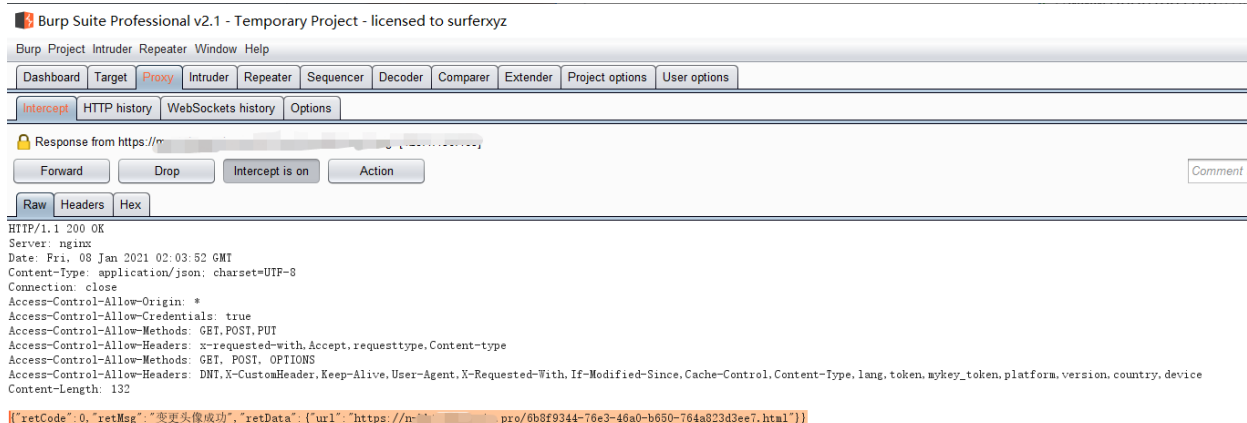 Burp Suite Professional v2.1 - Temporary Project - licensed to surferxyz
Burp Project Intruder Repeater Window Help
Dashboard Target Proxy Intruder Repeater Sequencer Decoder Comparer Extender Project options User options
Intercept HTTP history WebSockets history Options
Response from https://m
Forward Drop Intercept is on Action Comment
Raw Headers Hex
HTTP/1.1 200 OK
Server: nginx
Date: Fri, 08 Jan 2021 02:03:52 GMT
Content-Type: application/json; charset=UTF-8
Connection: close
Access-Control-Allow-Origin: *
Access-Control-Allow-Credentials: true
Access-Control-Allow-Methods: GET,POST,PUT
Access-Control-Allow-Headers: x-requested-with,Accept,requesttype,Content-type
Access-Control-Allow-Methods: GET, POST, OPTIONS
Access-Control-Allow-Headers: DNT,X-CustomHeader,Keep-Alive,User-Agent,X-Requested-With,If-Modified-Since,Cache-Control,Content-Type,lang,token,mykey_token,platform,version,country,device
Content-Length: 132
{"retCode":0,"retMsg":"变更头像成功","retData":{"url":"https://n- .pro/6b8f9344-76e3-46a0-b650-764a823d3ee7.html"}}